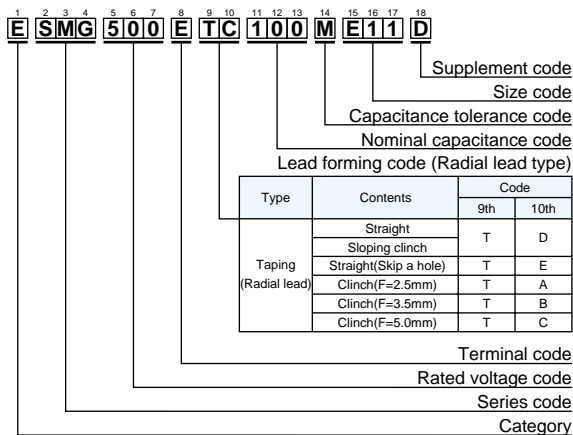 1 2 3 4 5 6 7 8 9 10 11 12 13 14 15 16 17 18
E SMG 500 E TC 100 M E11 D
Supplement code
Size code
Capacitance tolerance code
Nominal capacitance code
Lead forming code (Radial lead type)
Type Contents Code
9th 10th
Taping (Radial lead)
Straight T D
Sloping clinch
Straight(Skip a hole) T E
Clinch(F=2.5mm) T A
Clinch(F=3.5mm) T B
Clinch(F=5.0mm) T C
Terminal code
Rated voltage code
Series code
Category